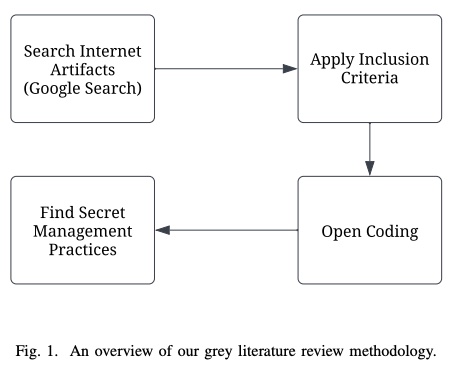 Search Internet
Artifacts
(Google Search)
Apply Inclusion
Criteria
Open Coding
Find Secret
Management
Practices
Fig. 1. An overview of our grey literature review methodology.